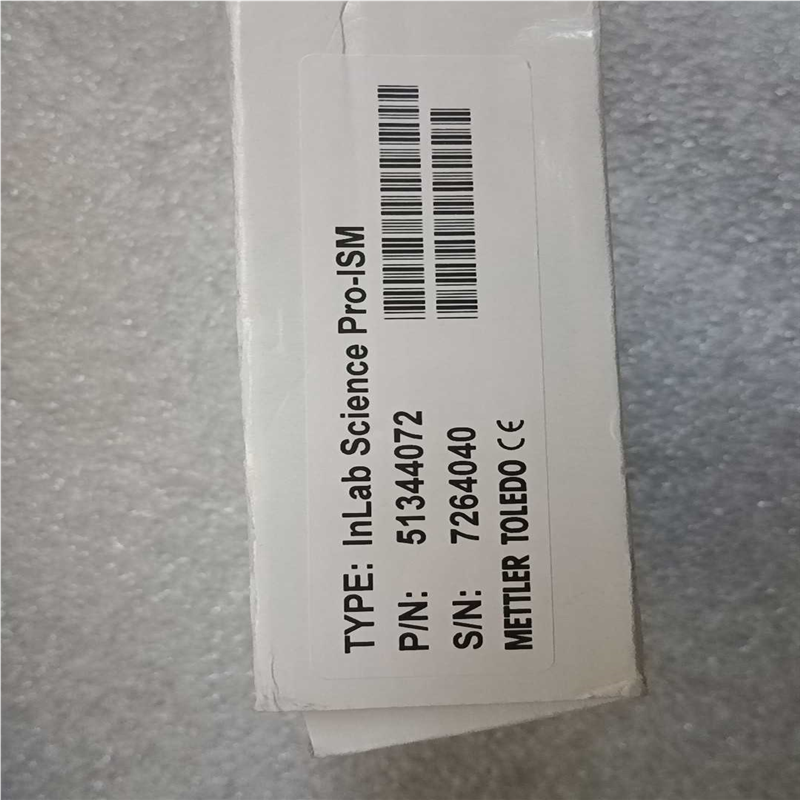 TYPE: InLab Science Pro-ISM
P/N: 51344072
S/N: 7264040
METTLER TOLEDO CE